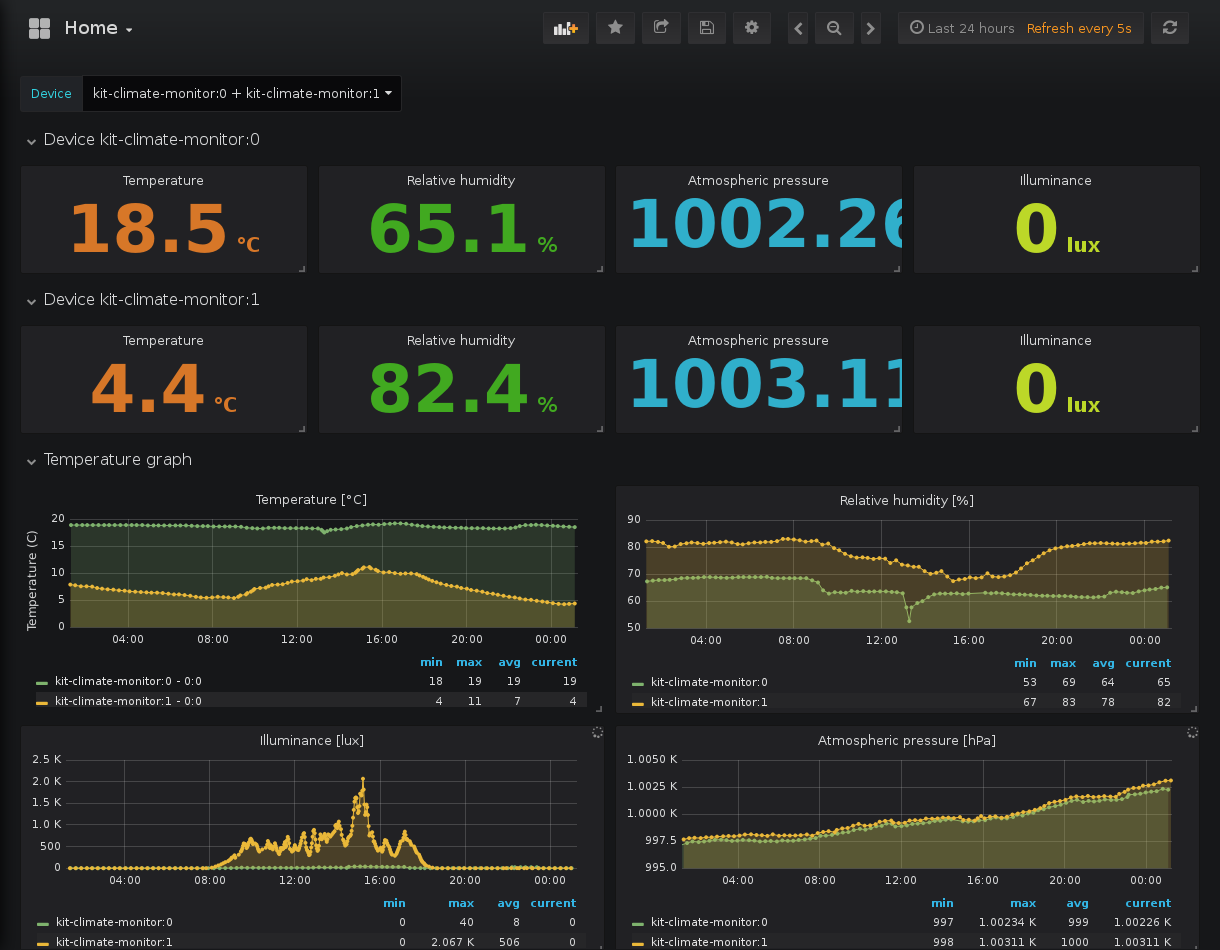 Home
Last 24 hours Refresh every 5s
Device kit-climate-monitor:0 + kit-climate-monitor:1
Device kit-climate-monitor:0
Temperature Relative humidity Atmospheric pressure Illuminance
18.5 °C 65.1 % 1002.26 0 lux
Device kit-climate-monitor:1
Temperature Relative humidity Atmospheric pressure Illuminance
4.4 °C 82.4 % 1003.11 0 lux
Temperature graph
Temperature [°C]
Temperature (C)
20
15
10
5
0
04:00 08:00 12:00 16:00 20:00 00:00
min max avg current
kit-climate-monitor:0 - 0:0 18 19 19 19
kit-climate-monitor:1 - 0:0 4 11 7 4
Relative humidity [%]
90
80
70
60
50
04:00 08:00 12:00 16:00 20:00 00:00
min max avg current
kit-climate-monitor:0 53 69 64 65
kit-climate-monitor:1 67 83 78 82
Illuminance [lux]
2.5 K
2.0 K
1.5 K
1.0 K
500
0
04:00 08:00 12:00 16:00 20:00 00:00
min max avg current
kit-climate-monitor:0 0 40 8 0
kit-climate-monitor:1 0 2.067 K 506 0
Atmospheric pressure [hPa]
1.0050 K
1.0025 K
1.0000 K
997.5
995.0
04:00 08:00 12:00 16:00 20:00 00:00
min max avg current
kit-climate-monitor:0 997 1.00234 K 999 1.00226 K
kit-climate-monitor:1 998 1.00311 K 1000 1.00311 K